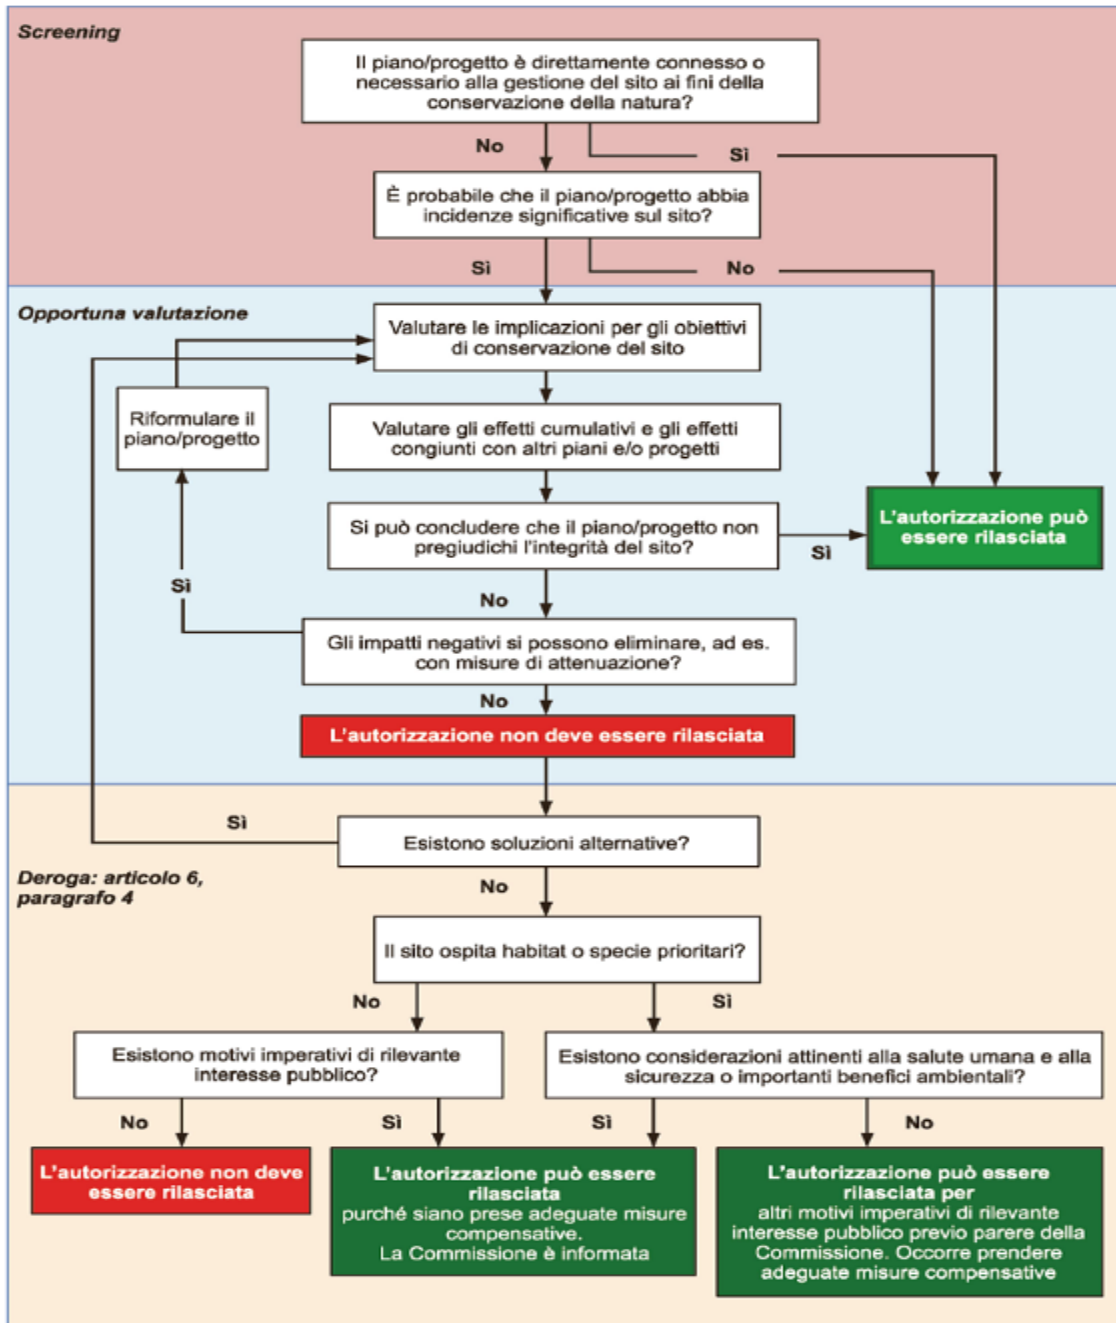 Screening
Il piano/progetto è direttamente connesso o
necessario alla gestione del sito ai fini della
conservazione della natura?
No
Sì
È probabile che il piano/progetto abbia
incidenze significative sul sito?
Sì
No
Opportuna valutazione
Valutare le implicazioni per gli obiettivi
di conservazione del sito
Riformulare il
piano/progetto
Valutare gli effetti cumulativi e gli effetti
congiunti con altri piani e/o progetti
Si può concludere che il piano/progetto non
pregiudichi l'integrità del sito?
Sì
L'autorizzazione può
essere rilasciata
Sì
No
Gli impatti negativi si possono eliminare, ad es.
con misure di attenuazione?
No
L'autorizzazione non deve essere rilasciata
Sì
Esistono soluzioni alternative?
Deroga: articolo 6,
paragrafo 4
No
Il sito ospita habitat o specie prioritari?
No
Sì
Esistono motivi imperativi di rilevante
interesse pubblico?
Esistono considerazioni attinenti alla salute umana e alla
sicurezza o importanti benefici ambientali?
No
Sì
Sì
No
L'autorizzazione non deve
essere rilasciata
L'autorizzazione può essere
rilasciata
purché siano prese adeguate misure
compensative.
La Commissione è informata
L'autorizzazione può essere
rilasciata per
altri motivi imperativi di rilevante
interesse pubblico previo parere della
Commissione. Occorre prendere
adeguate misure compensative